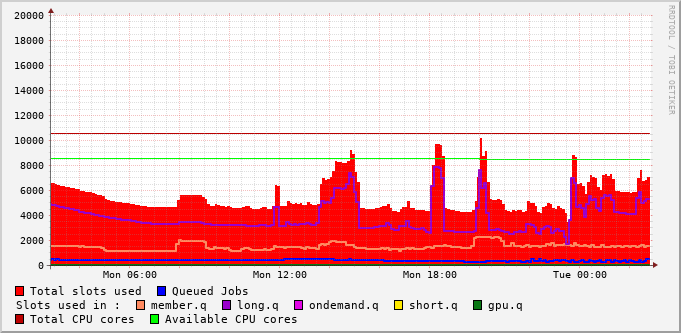 20000
18000
16000
14000
12000
10000
8000
6000
4000
2000
0
Mon 06:00 Mon 12:00 Mon 18:00 Tue 00:00
RRDTOOL / TOBI OETIKER
Total slots used Queued Jobs
Slots used in : member.q long.q ondemand.q short.q gpu.q
Total CPU cores Available CPU cores